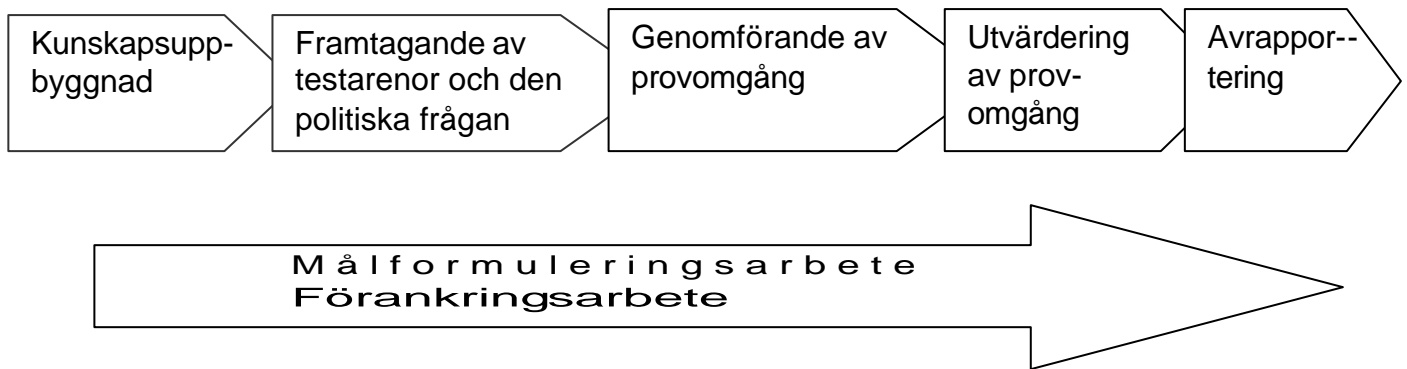 Kunskapsupp-
byggnad
Framtagande av
testarenor och den
politiska frågan
Genomförande av
provomgång
Utvärdering
av prov-
omgång
Avrappor--
tering
Målformuleringsarbete
Förankringsarbete